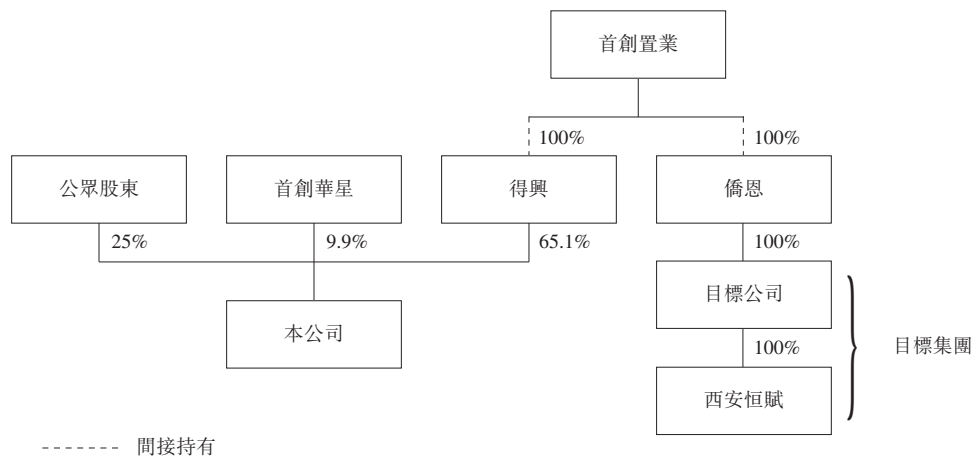 首創置業
100%
100%
公眾股東
首創華星
得興
僑恩
25%
9.9%
65.1%
100%
目標公司
本公司
100%
目標集團
西安恒賦
間接持有